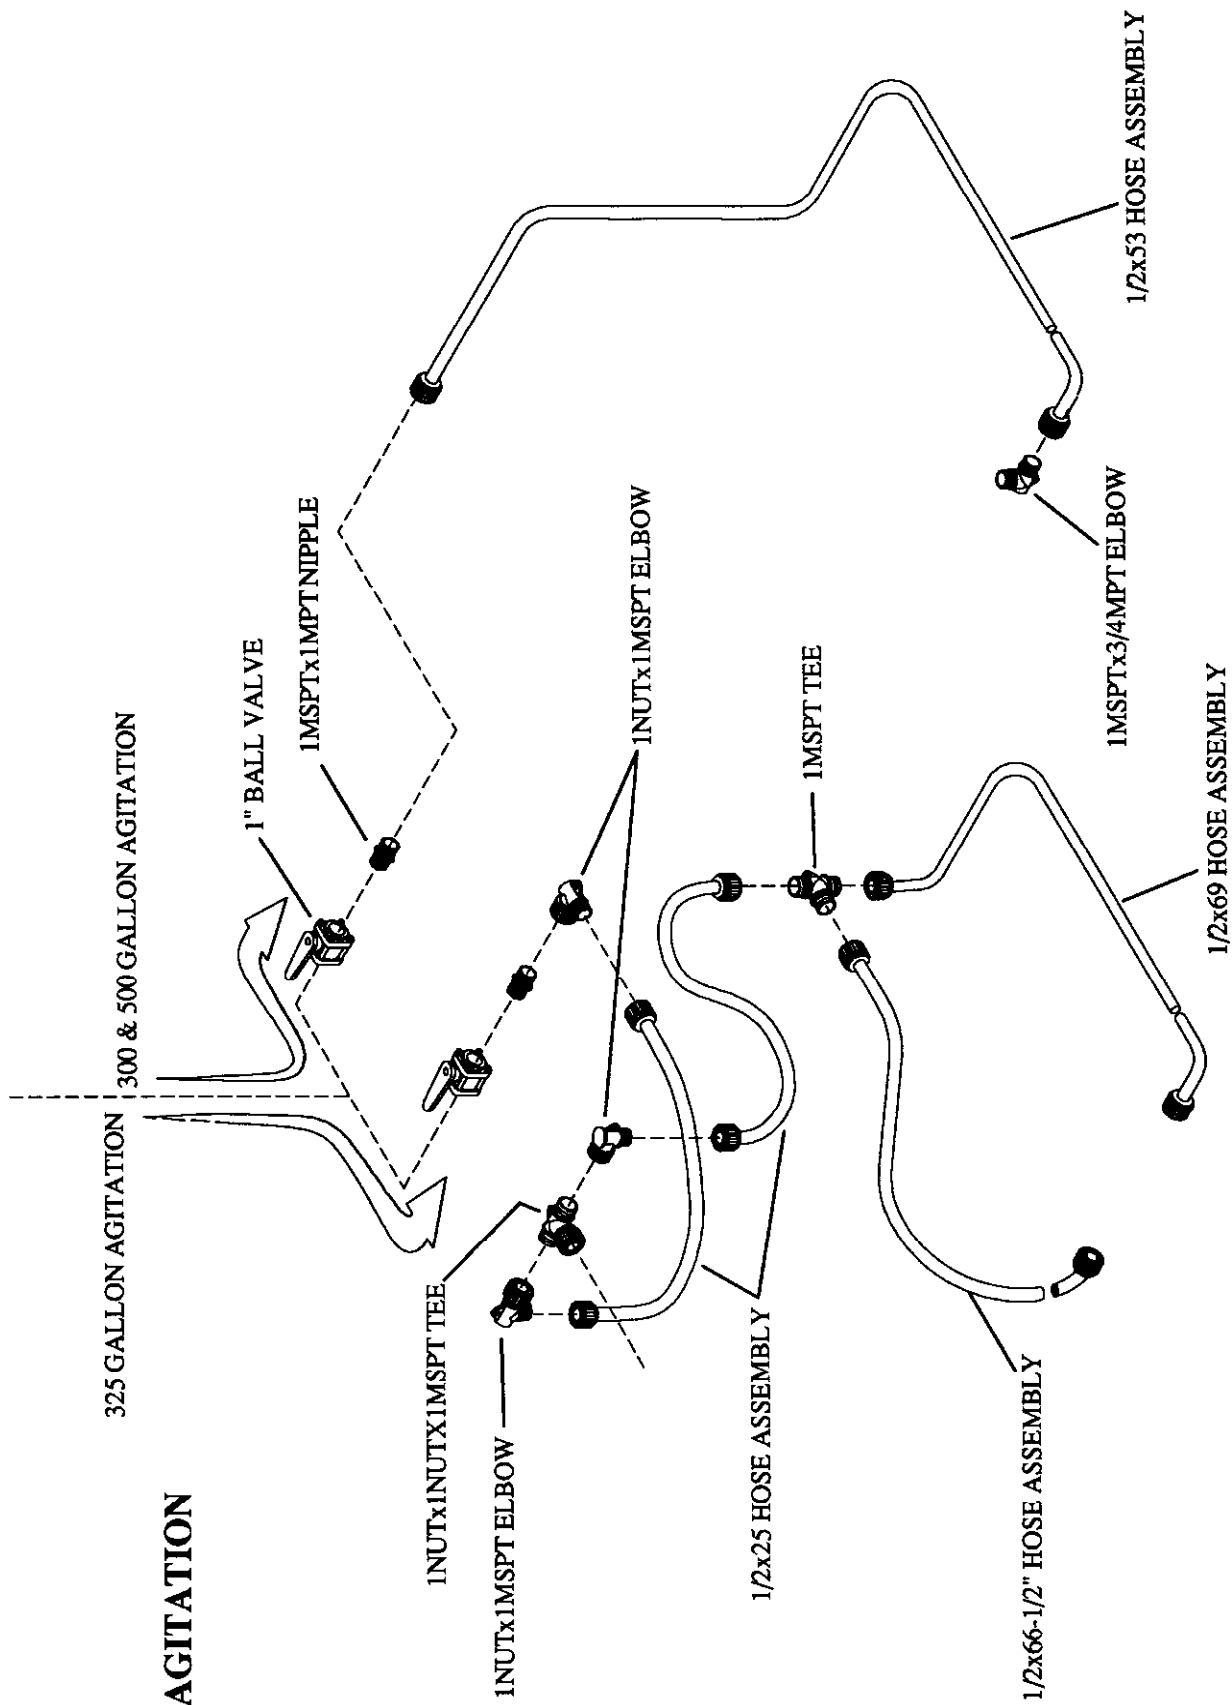 AGITATION
325 GALLON AGITATION
300 & 500 GALLON AGITATION
1" BALL VALVE
1MSPTx1MPT NIPPLE
1NUTx1NUTX1MSPT TEE
1NUTx1MSPT ELBOW
1NUTx1MSPT ELBOW
1/2x25 HOSE ASSEMBLY
1MSPT TEE
1/2x66-1/2" HOSE ASSEMBLY
1MSPTx3/4MPT ELBOW
1/2x53 HOSE ASSEMBLY
1/2x69 HOSE ASSEMBLY